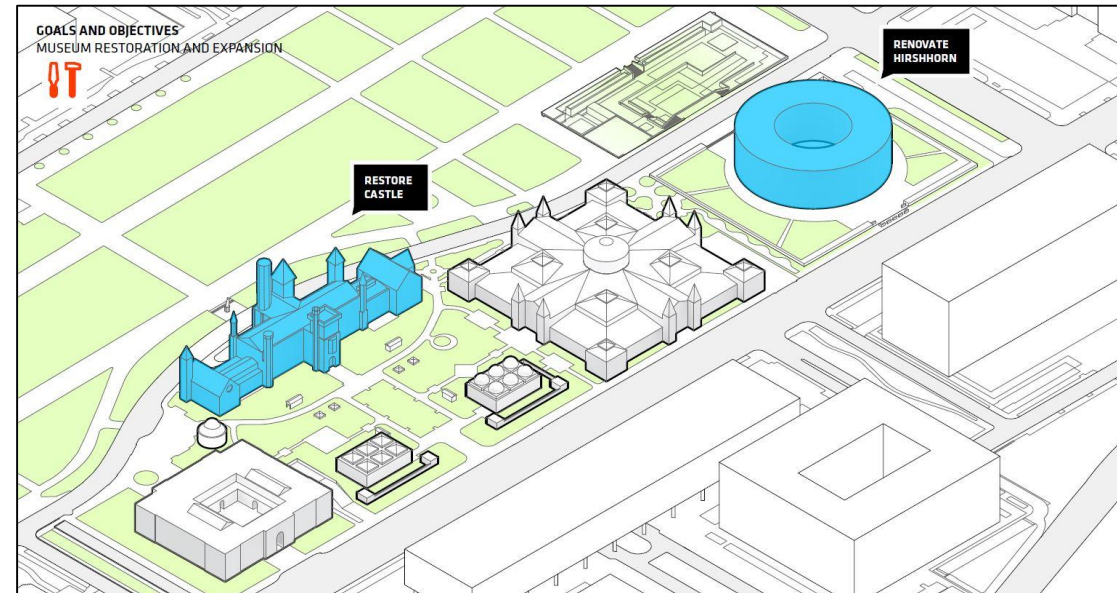 GOALS AND OBJECTIVES
MUSEUM RESTORATION AND EXPANSION
RENOVATE
HIRSHHORN
RESTORE
CASTLE